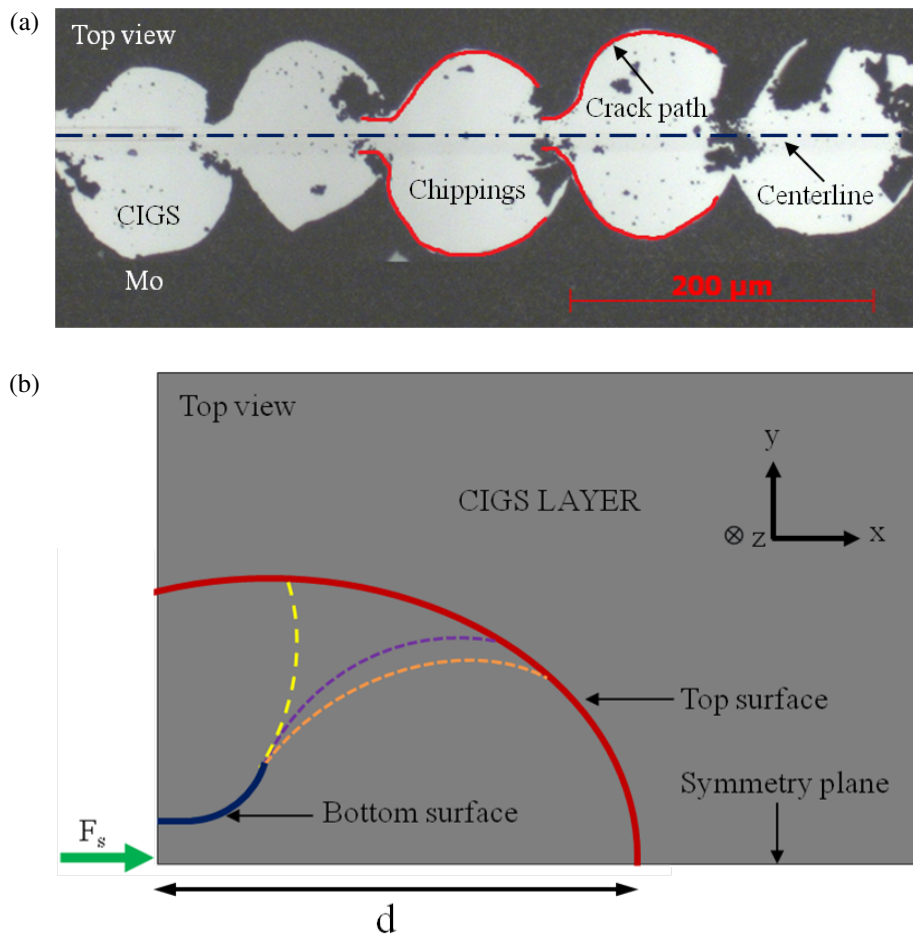 (a)
Top view
Crack path
CIGS
Chippings
Centerline
Mo
200 µm
(b)
Top view
y
CIGS LAYER
⊗ z
x
Top surface
Symmetry plane
Bottom surface
Fs
d